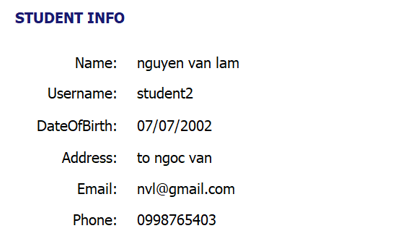 STUDENT INFO
Name: nguyen van lam
Username: student2
DateOfBirth: 07/07/2002
Address: to ngoc van
Email: nvl@gmail.com
Phone: 0998765403